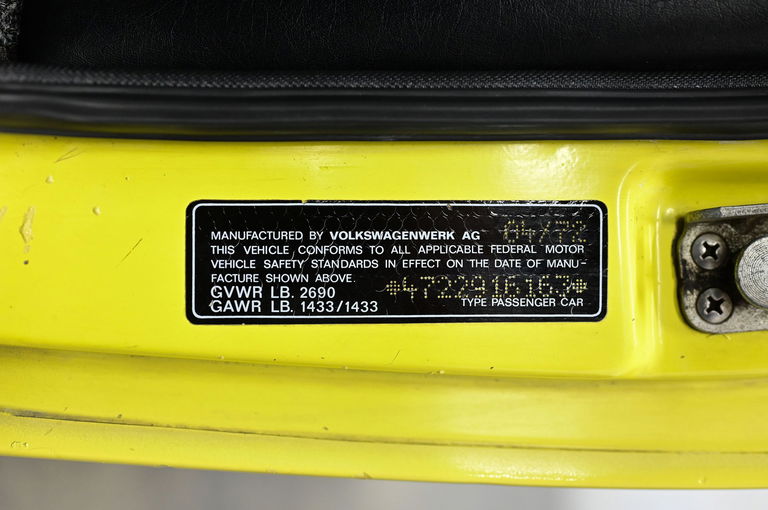 MANUFACTURED BY VOLKSWAGENWERK AG 04/72
THIS VEHICLE CONFORMS TO ALL APPLICABLE FEDERAL MOTOR
VEHICLE SAFETY STANDARDS IN EFFECT ON THE DATE OF MANU-
FACTURE SHOWN ABOVE.
GVWR LB. 2690 *4722916163*
GAWR LB. 1433/1433 TYPE PASSENGER CAR